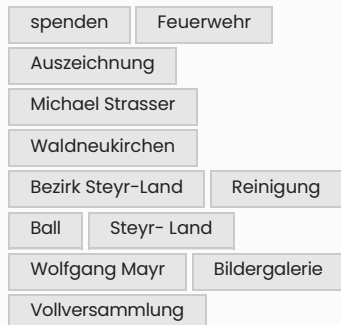 spenden Feuerwehr
Auszeichnung
Michael Strasser
Waldneukirchen
Bezirk Steyr-Land Reinigung
Ball Steyr- Land
Wolfgang Mayr Bildergalerie
Vollversammlung